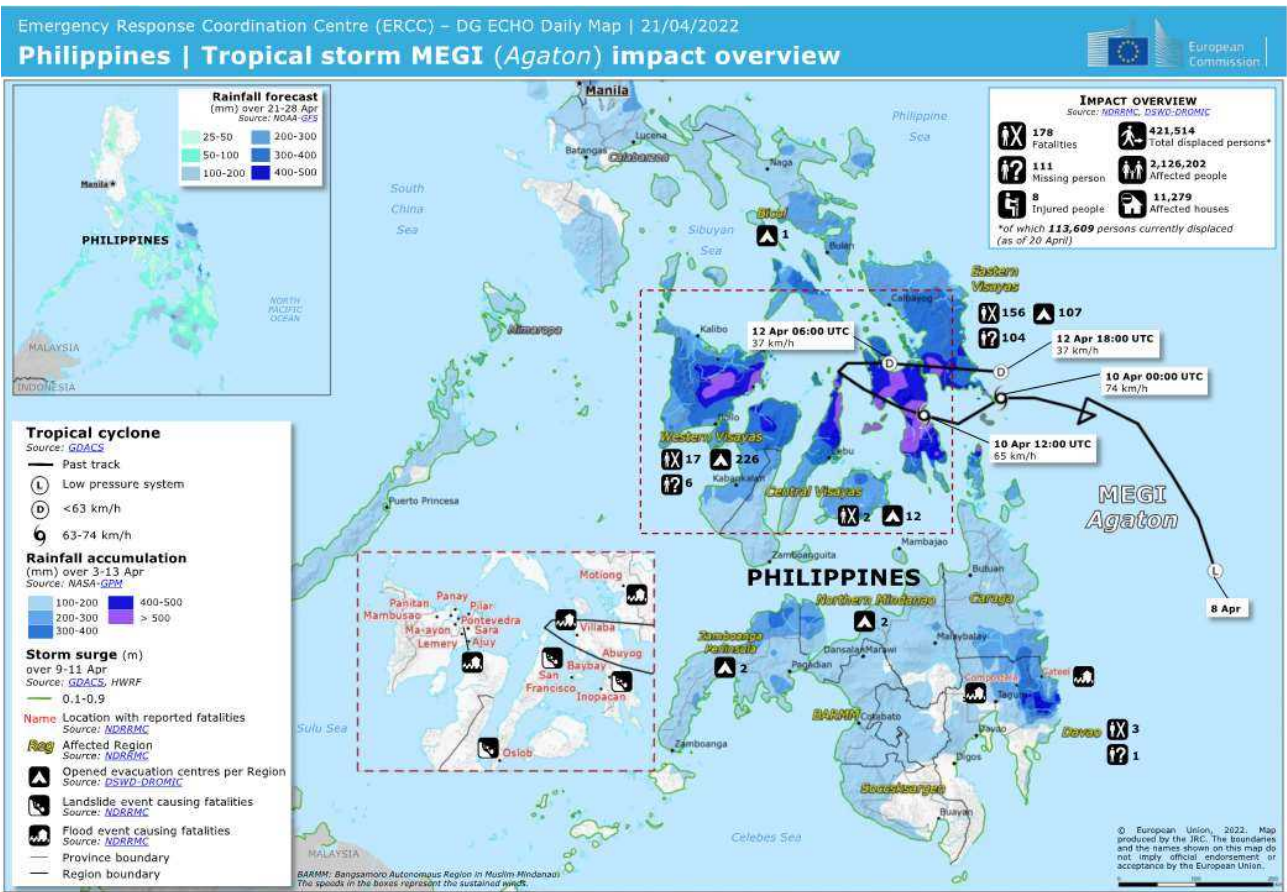 Emergency Response Coordination Centre (ERCC) – DG ECHO Daily Map | 21/04/2022
Philippines | Tropical storm MEGI (Agaton) impact overview
European
Commission
Rainfall forecast
(mm) over 21-28 Apr
Source: NOAA-GFS
25-50
200-300
50-100
300-400
100-200
400-500
Manila
PHILIPPINES
NORTH
PACIFIC
OCEAN
MALAYSIA
INDONESIA
IMPACT OVERVIEW
Source: NDRRMC, DSWD-DROMIC
178
Fatalities
421,514
Total displaced persons*
111
Missing person
2,126,202
Affected people
8
Injured people
11,279
Affected houses
*of which 113,609 persons currently displaced
(as of 20 April)
Manila
Lucena
Batangas
Calabarzon
Naga
Philippine
Sea
South
China
Sea
Sibuyan
Sea
Bicol
1
Bulan
Eastern
Visayas
156
107
104
Calbayog
Mimaropa
Kalibo
12 Apr 06:00 UTC
37 km/h
12 Apr 18:00 UTC
37 km/h
D
D
10 Apr 00:00 UTC
74 km/h
10 Apr 12:00 UTC
65 km/h
Iloilo
Western Visayas
17
226
6
Kabankalan
Cebu
Central Visayas
2
12
MEGI
Agaton
L
8 Apr
Puerto Princesa
Zamboanguita
Mambajao
PHILIPPINES
Butuan
Northern Mindanao
2
Caraga
Zamboanga
Peninsula
2
Dansalan
Marawi
Malaybalay
Pagadian
Compostela
Cateel
Tagum
BARMM
Cotabato
Davao
Davao
3
1
Digos
Zamboanga
Soccsksargen
Buayan
Sulu Sea
Celebes Sea
MALAYSIA
Motiong
Panay
Panitan
Pilar
Mambusao
Pontevedra
Ma-ayon
Sara
Lemery
Ajuy
Villaba
Abuyog
Baybay
San
Francisco
Inopacan
Oslob
Tropical cyclone
Source: GDACS
Past track
L
Low pressure system
D
<63 km/h
63-74 km/h
Rainfall accumulation
(mm) over 3-13 Apr
Source: NASA-GPM
100-200
400-500
200-300
> 500
300-400
Storm surge (m)
over 9-11 Apr
Source: GDACS, HWRF
0.1-0.9
Name Location with reported fatalities
Source: NDRRMC
Reg Affected Region
Source: NDRRMC
Opened evacuation centres per Region
Source: DSWD-DROMIC
Landslide event causing fatalities
Source: NDRRMC
Flood event causing fatalities
Source: NDRRMC
Province boundary
Region boundary
BARMM: Bangsamoro Autonomous Region in Muslim Mindanao
The speeds in the boxes represent the sustained winds.
© European Union, 2022. Map
produced by the JRC. The boundaries
and the names shown on this map do
not imply official endorsement or
acceptance by the European Union.